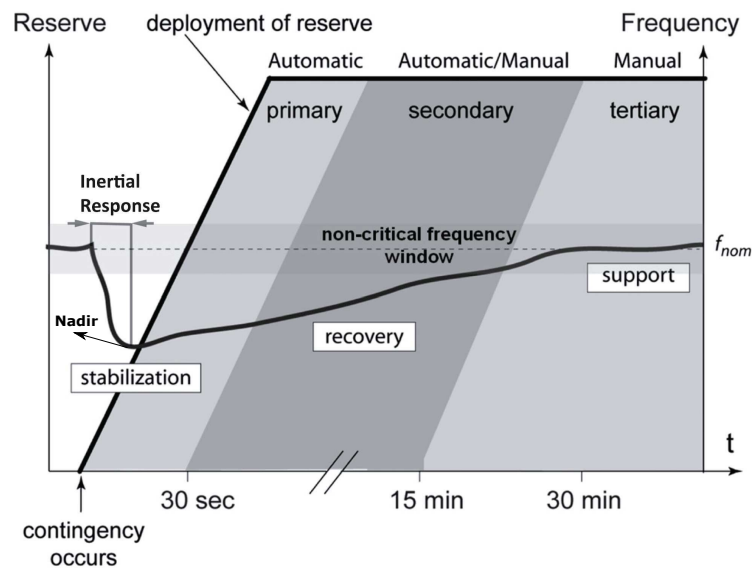 Reserve
deployment of reserve
Frequency
Automatic
Automatic/Manual
Manual
primary
secondary
tertiary
Inertial
Response
non-critical frequency
window
fnom
support
Nadir
recovery
stabilization
t
30 sec
15 min
30 min
contingency
occurs